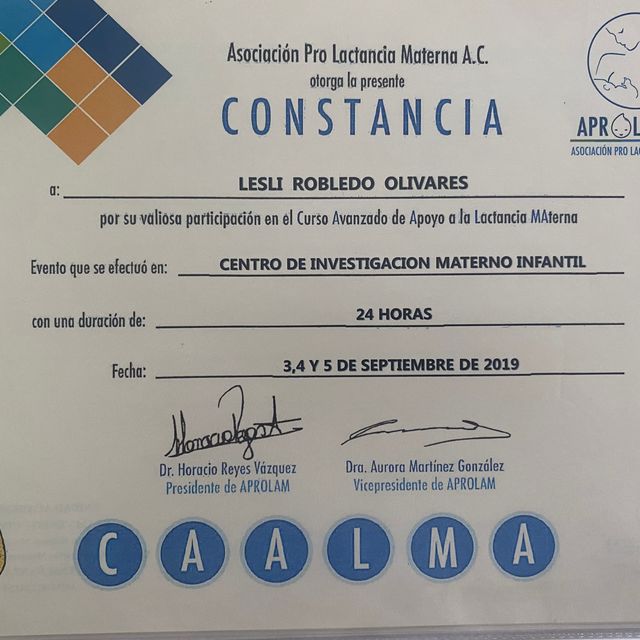 Asociación Pro Lactancia Materna A.C.
otorga la presente
CONSTANCIA
APROL
ASOCIACIÓN PRO LA
a: LESLI ROBLEDO OLIVARES
por su valiosa participación en el Curso Avanzado de Apoyo a la Lactancia MAterna
Evento que se efectuó en: CENTRO DE INVESTIGACION MATERNO INFANTIL
con una duración de: 24 HORAS
Fecha: 3,4 Y 5 DE SEPTIEMBRE DE 2019
Dr. Horacio Reyes Vázquez
Presidente de APROLAM
Dra. Aurora Martínez González
Vicepresidente de APROLAM
CAALMA